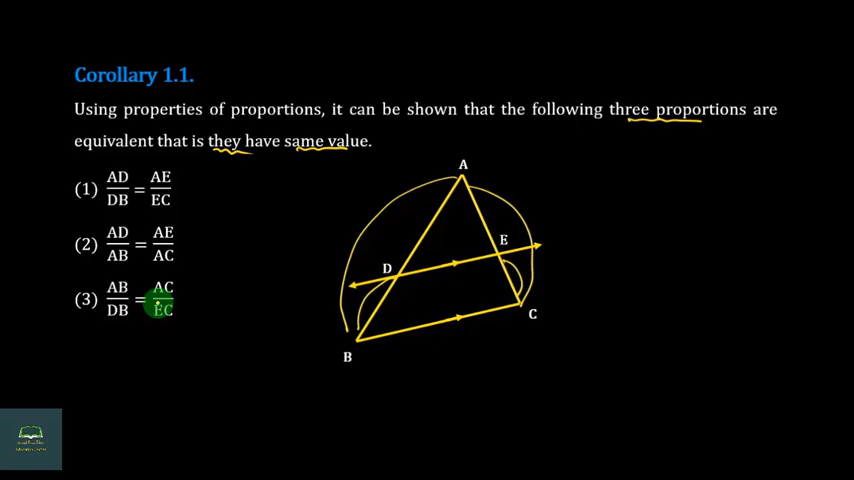 Corollary 1.1.
Using properties of proportions, it can be shown that the following three proportions are
equivalent that is they have same value.
(1) AD/DB = AE/EC
(2) AD/AB = AE/AC
(3) AB/DB = AC/EC
A
E
D
C
B